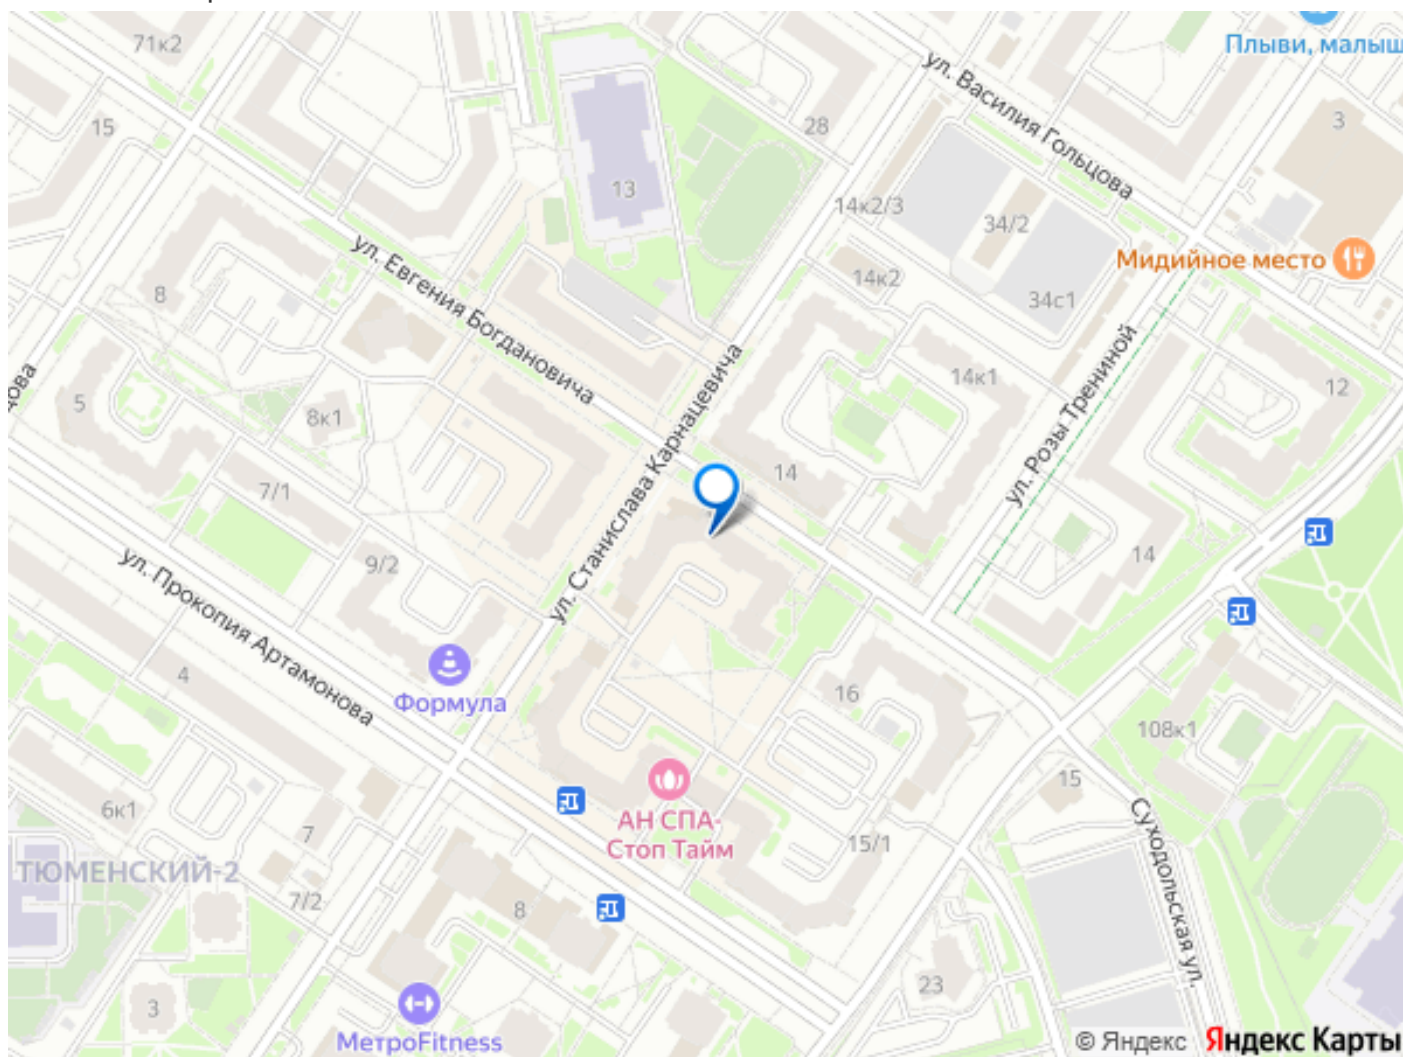 71к2
Плыви, малыш
ул. Василия Гольцова
15
28
3
13
14к2/3
34/2
ул. Евгения Богдановича
Мидийное место
14к2
8
34с1
ул. Станислава Карнацевича
ул. Розы Трениной
14к1
12
5
8к1
14
7/1
14
9/2
ул. Прокопия Артамонова
Формула
4
16
108к1
15
АН СПА-
Стоп Тайм
6к1
7
15/1
Суходольская ул.
ТЮМЕНСКИЙ-2
7/2
8
23
3
МетроFitness
© Яндекс Яндекс Карты